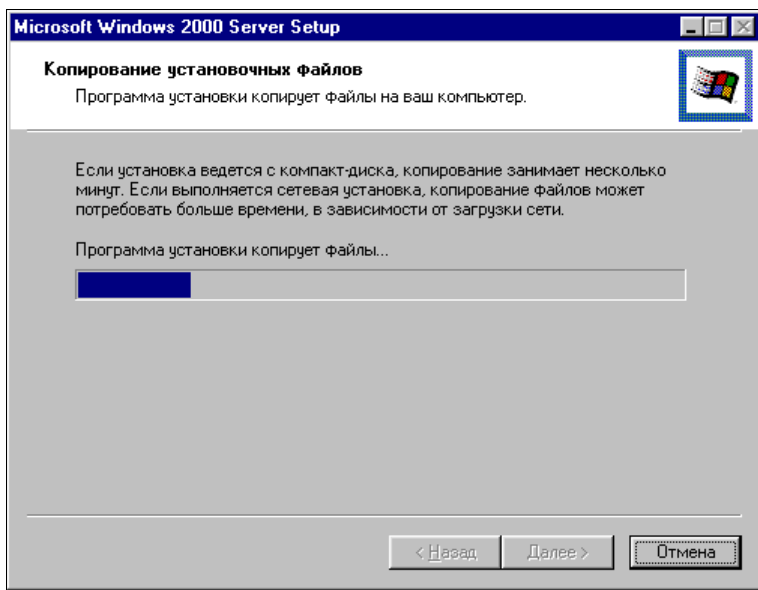 Microsoft Windows 2000 Server Setup
Копирование установочных файлов
Программа установки копирует файлы на ваш компьютер.
Если установка ведется с компакт-диска, копирование занимает несколько
минут. Если выполняется сетевая установка, копирование файлов может
потребовать больше времени, в зависимости от загрузки сети.
Программа установки копирует файлы...
< Назад Далее > Отмена